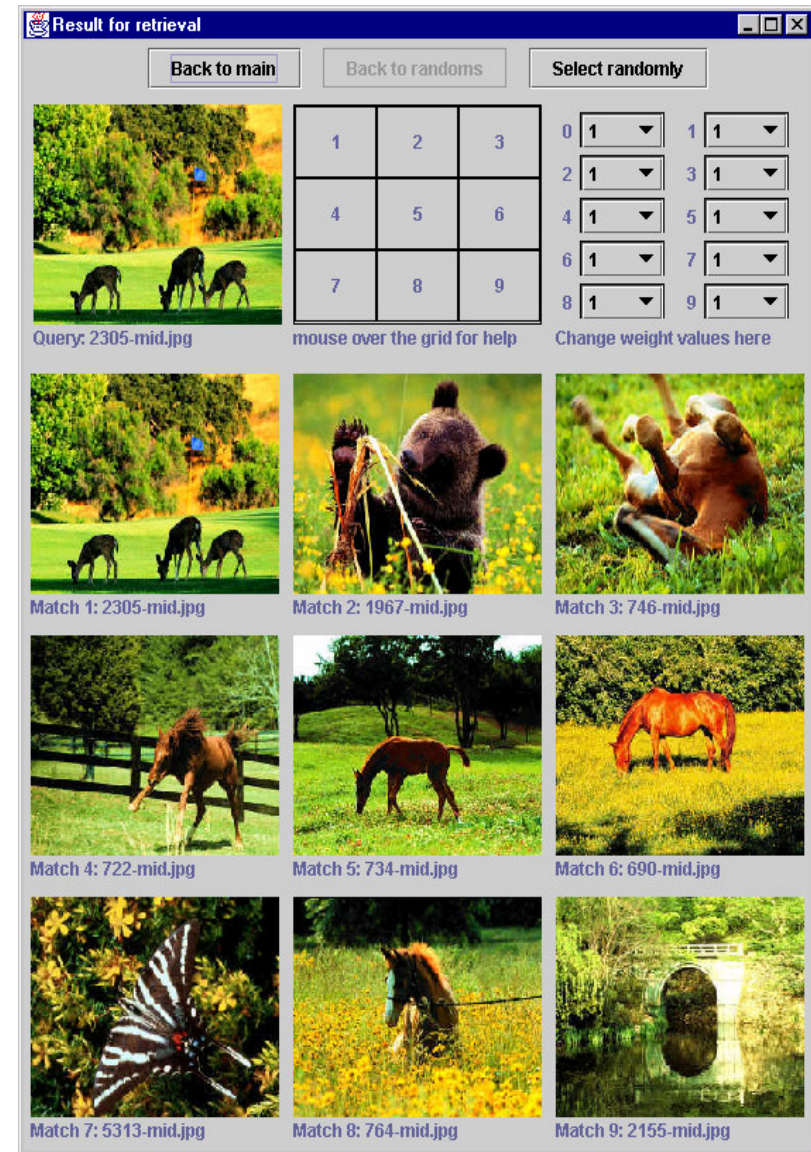 Result for retrieval
Back to main Back to randoms Select randomly
1 2 3
4 5 6
7 8 9
0 1 1 1
2 1 3 1
4 1 5 1
6 1 7 1
8 1 9 1
Query: 2305-mid.jpg mouse over the grid for help Change weight values here
Match 1: 2305-mid.jpg Match 2: 1967-mid.jpg Match 3: 746-mid.jpg
Match 4: 722-mid.jpg Match 5: 734-mid.jpg Match 6: 690-mid.jpg
Match 7: 5313-mid.jpg Match 8: 764-mid.jpg Match 9: 2155-mid.jpg